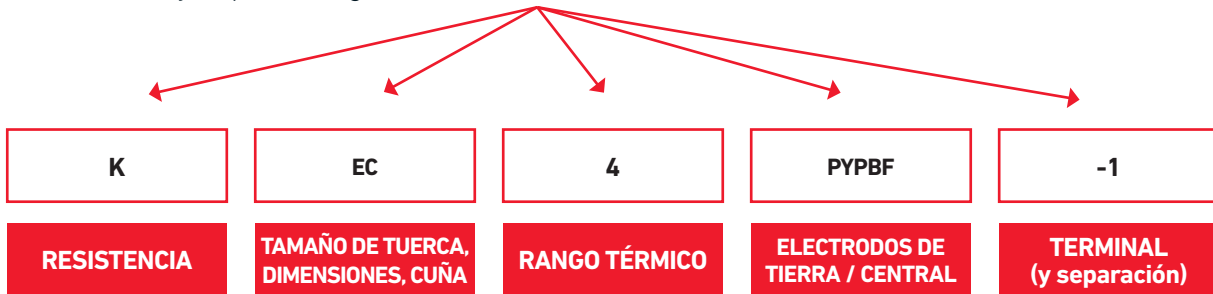 K
EC
4
PYPBF
-1
RESISTENCIA
TAMAÑO DE TUERCA,
DIMENSIONES, CUÑA
RANGO TÉRMICO
ELECTRODOS DE
TIERRA / CENTRAL
TERMINAL
(y separación)